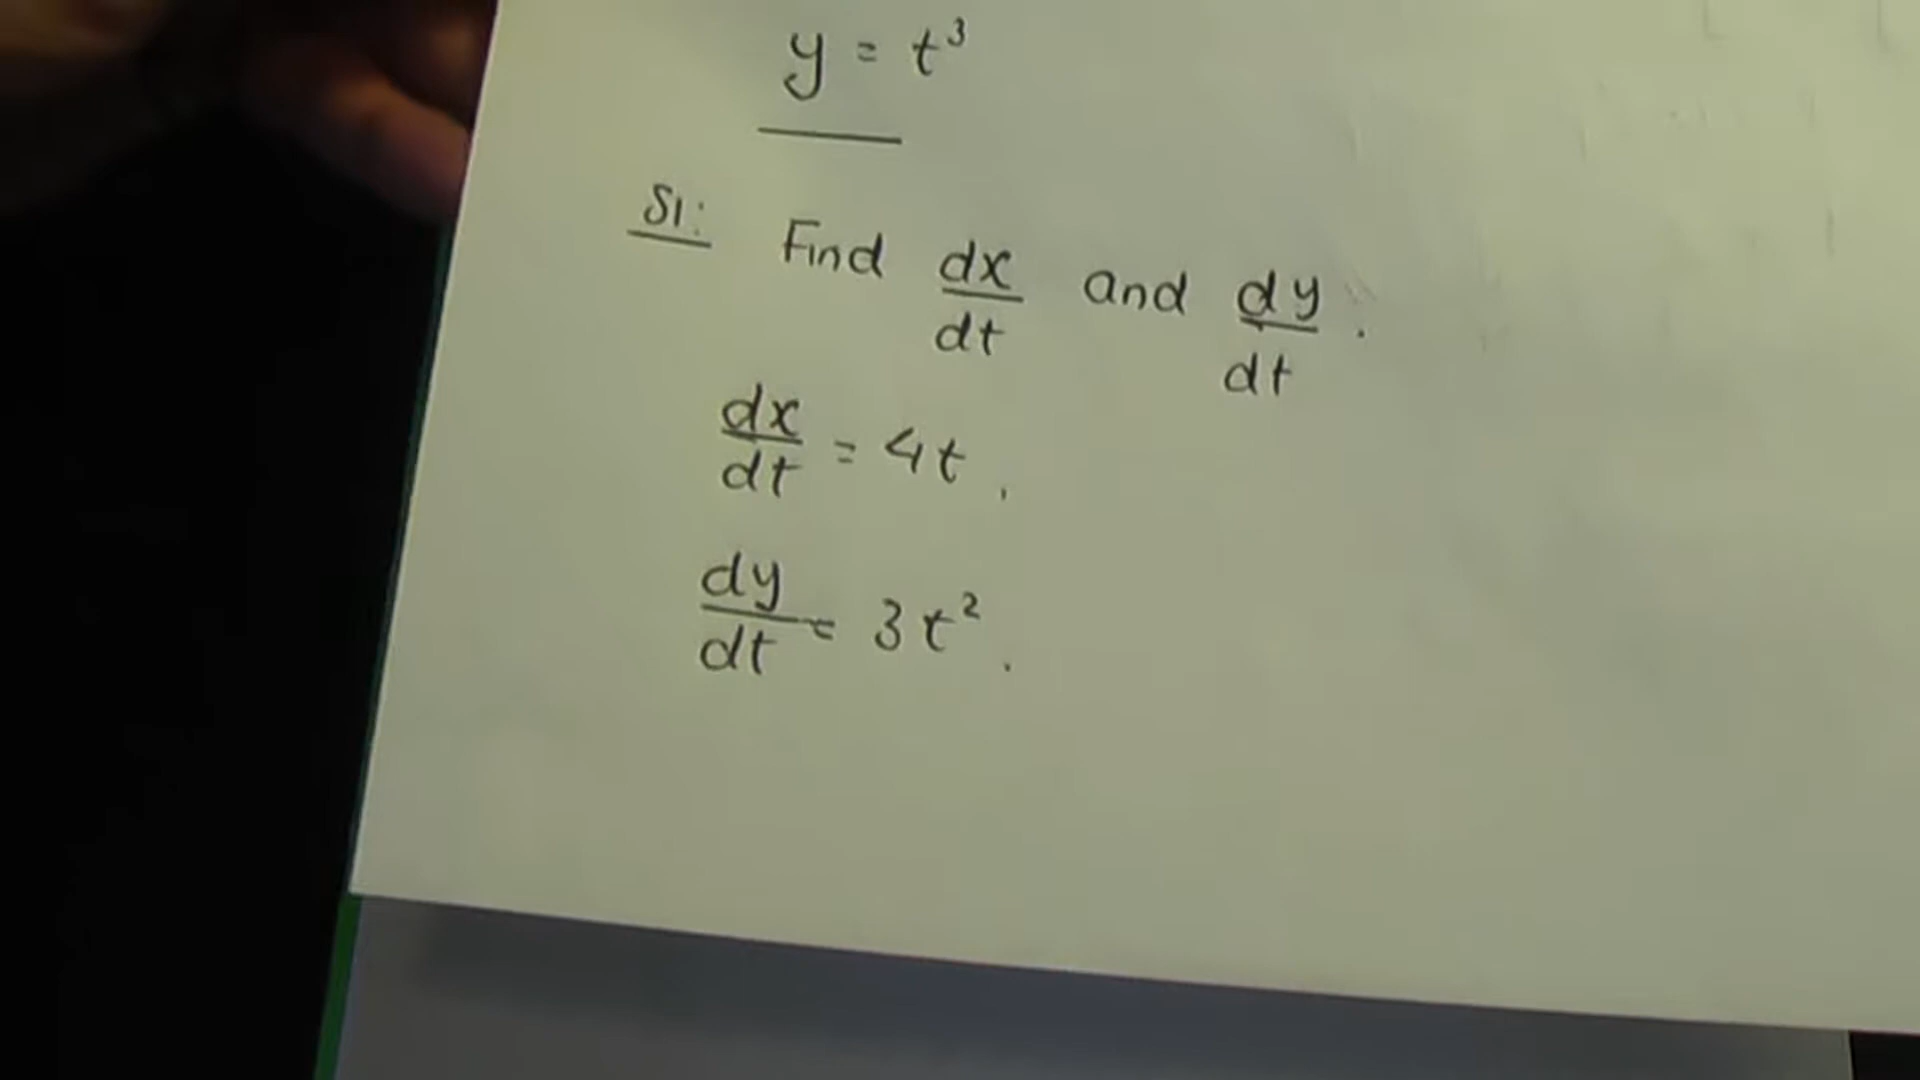 y = t³
S1: Find dx/dt and dy/dt.
dx/dt = 4t,
dy/dt = 3t².